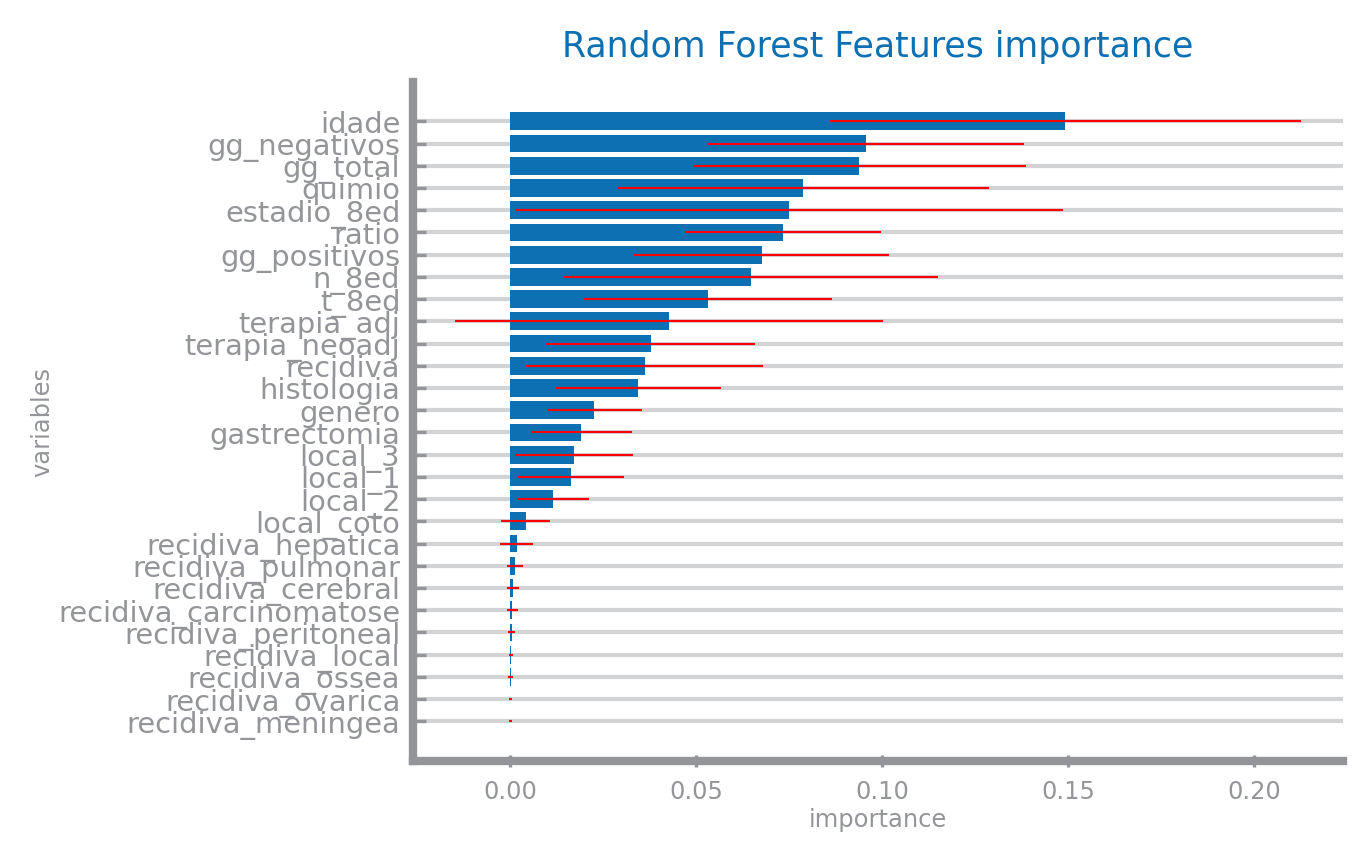 Random Forest Features importance
idade
gg_negativos
gg_total
quimio
estadio_8ed
ratio
gg_positivos
n_8ed
t_8ed
terapia_adj
terapia_neoadj
recidiva
histologia
genero
gastrectomia
local_3
local_1
local_2
local_coto
recidiva_hepatica
recidiva_pulmonar
recidiva_cerebral
recidiva_carcinomatose
recidiva_peritoneal
recidiva_local
recidiva_ossea
recidiva_ovarica
recidiva_meningea
variables
0.00 0.05 0.10 0.15 0.20
importance